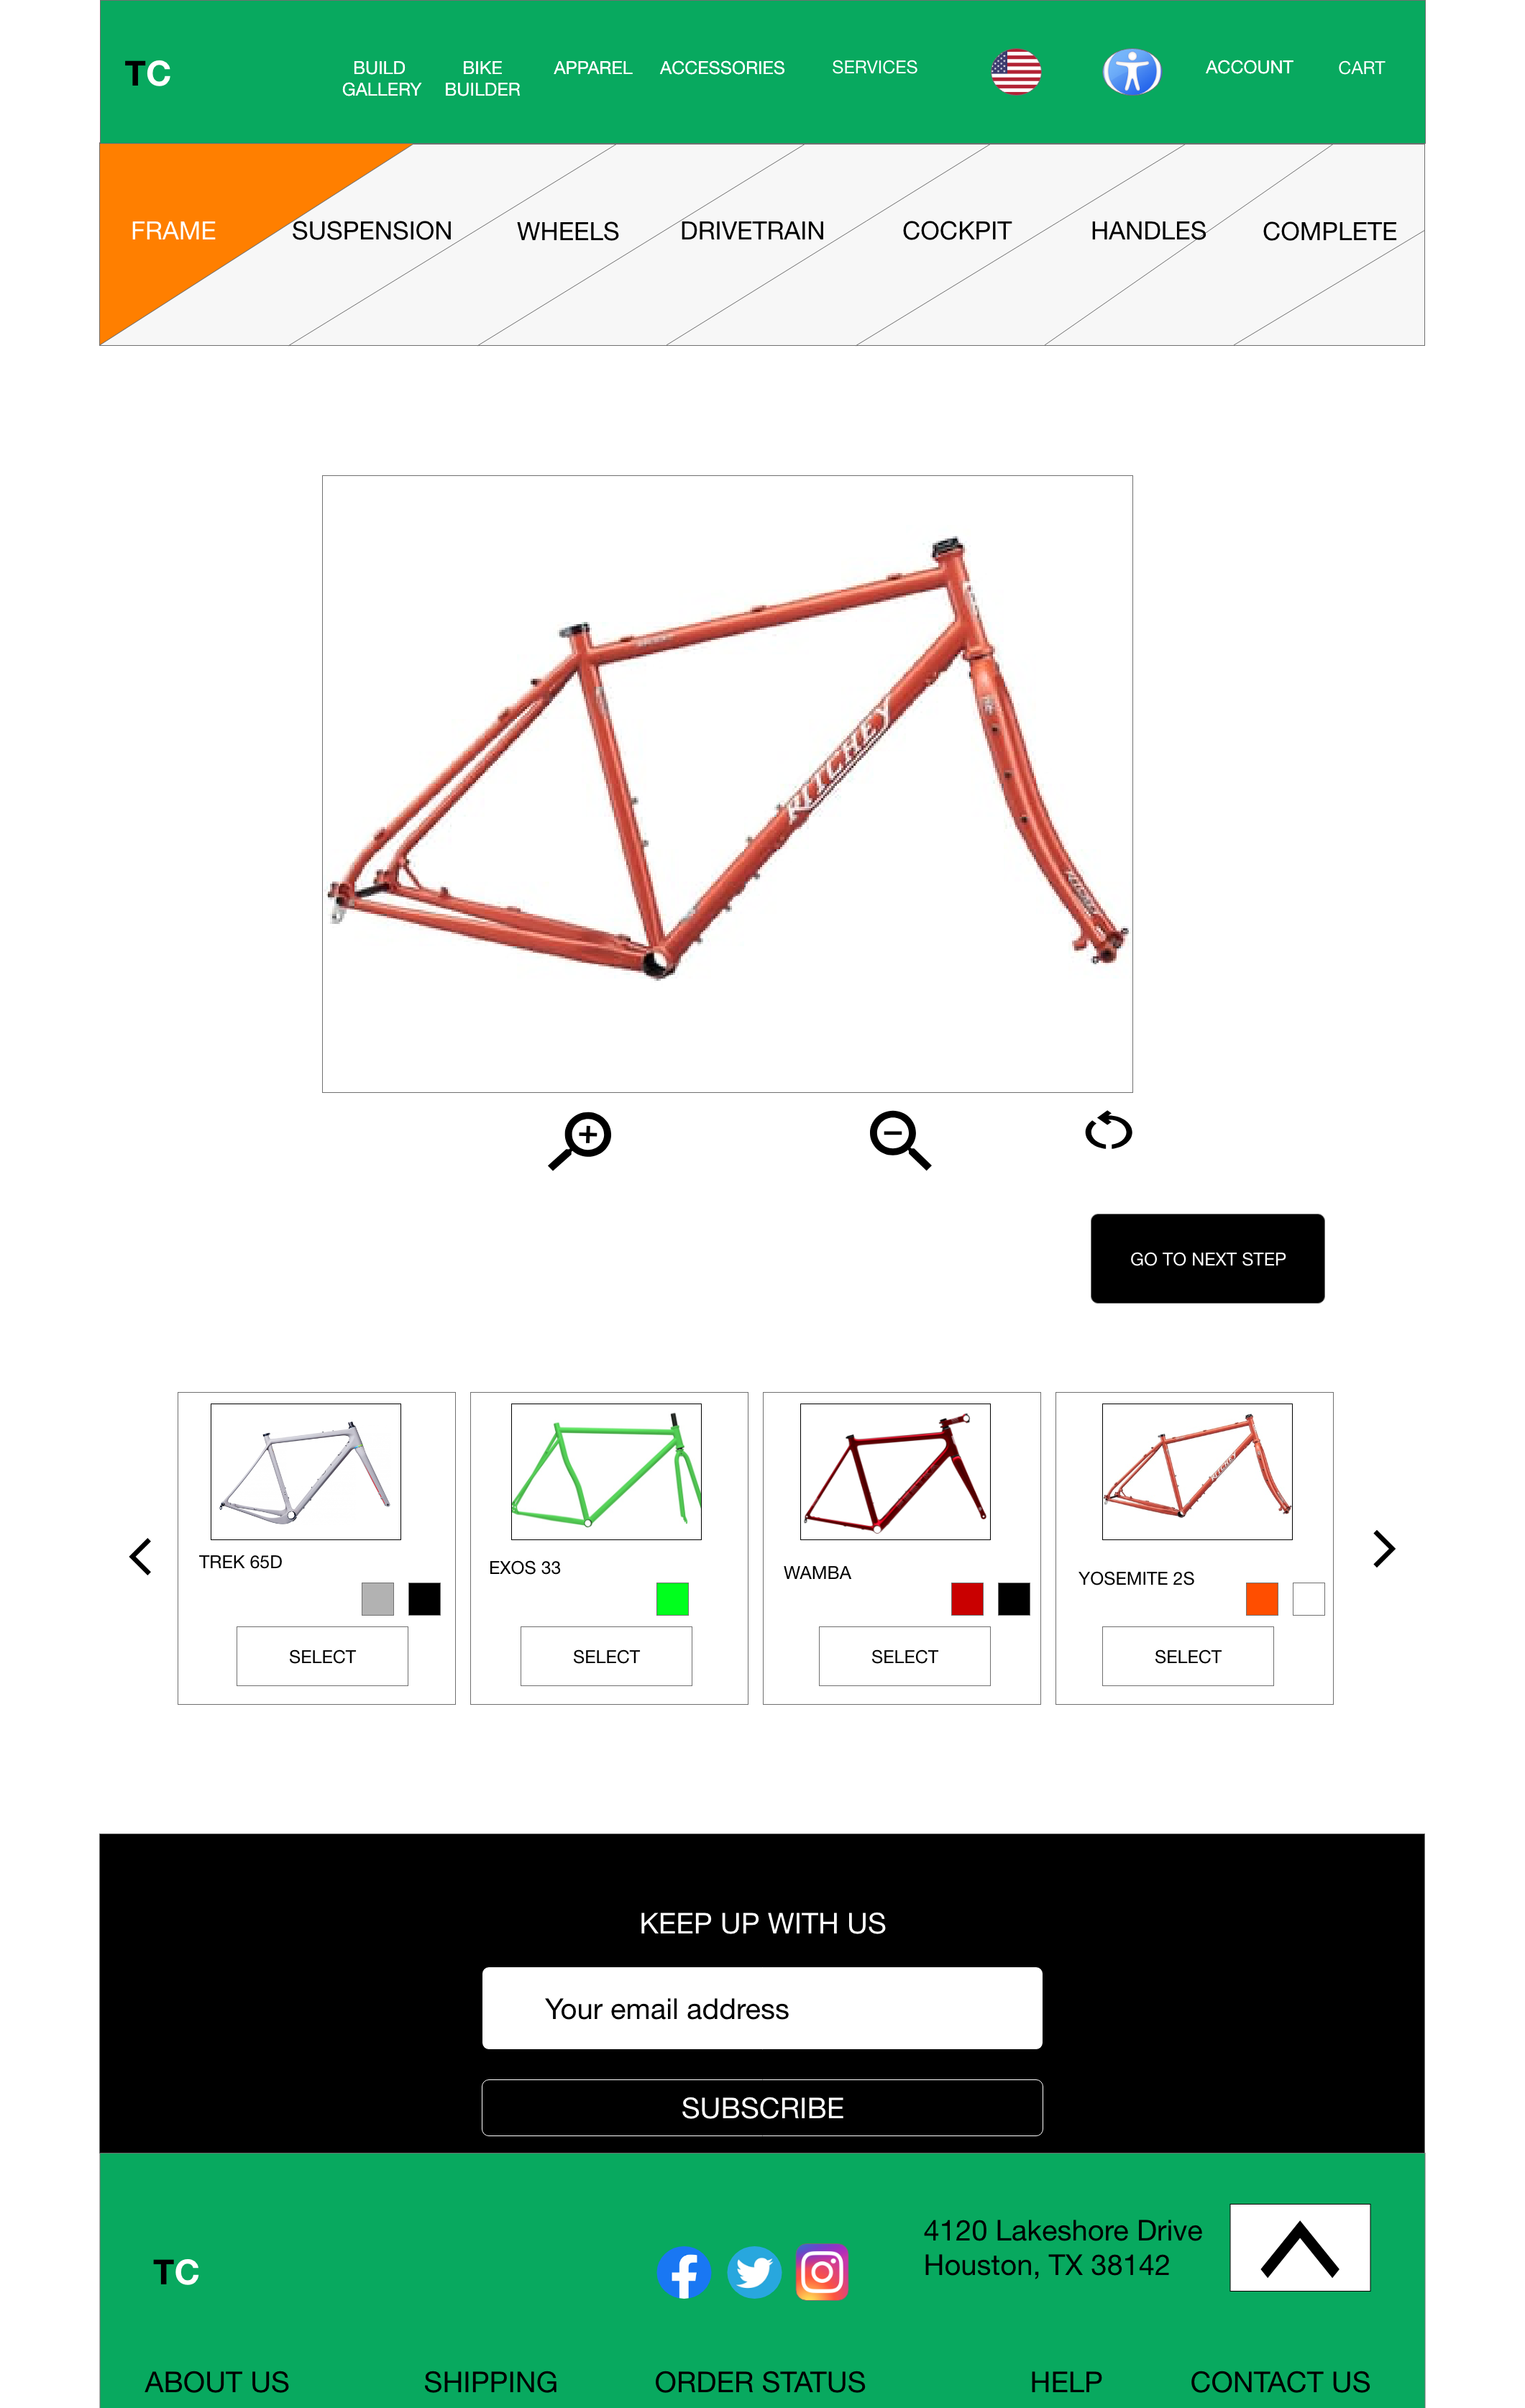 TC
BUILD
GALLERY
BIKE
BUILDER
APPAREL
ACCESSORIES
SERVICES
ACCOUNT
CART
FRAME
SUSPENSION
WHEELS
DRIVETRAIN
COCKPIT
HANDLES
COMPLETE
RITCHEY
GO TO NEXT STEP
TREK 65D
EXOS 33
WAMBA
YOSEMITE 2S
SELECT
SELECT
SELECT
SELECT
KEEP UP WITH US
Your email address
SUBSCRIBE
TC
4120 Lakeshore Drive
Houston, TX 38142
ABOUT US
SHIPPING
ORDER STATUS
HELP
CONTACT US